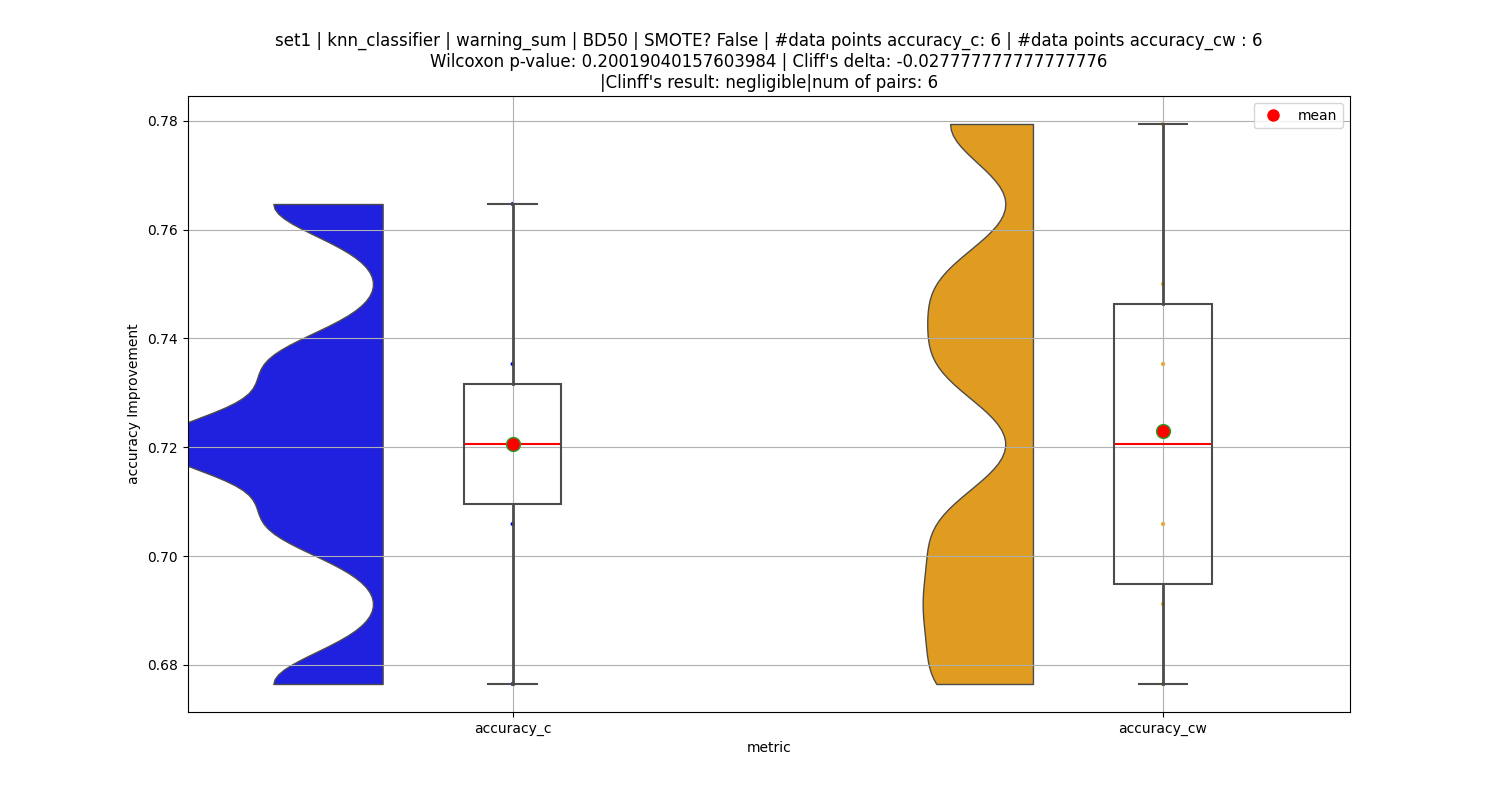 set1 | knn_classifier | warning_sum | BD50 | SMOTE? False | #data points accuracy_c: 6 | #data points accuracy_cw : 6
Wilcoxon p-value: 0.20019040157603984 | Cliff's delta: -0.027777777777777776
|Clinff's result: negligible|num of pairs: 6
mean
0.78
0.76
0.74
0.72
0.70
0.68
accuracy Improvement
accuracy_c
accuracy_cw
metric